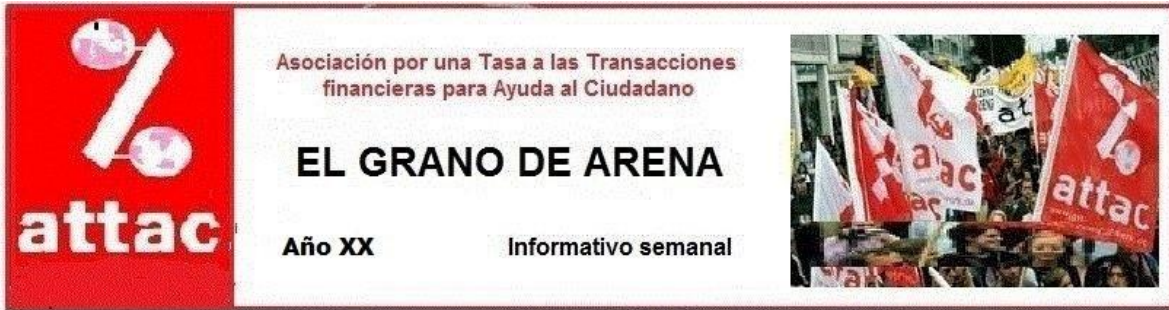 attac
Asociación por una Tasa a las Transacciones
financieras para Ayuda al Ciudadano
EL GRANO DE ARENA
Año XX
Informativo semanal
attac
attac